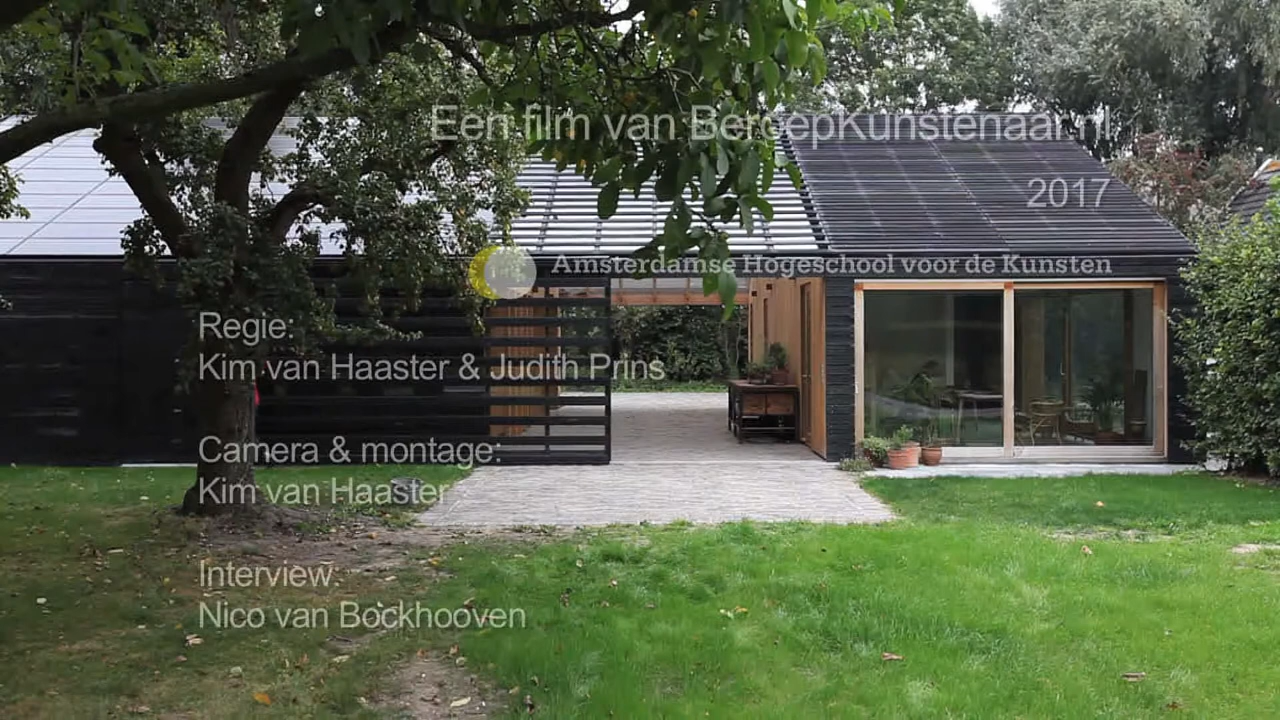 Een film van BeroepKunstenaar.nl
2017
Amsterdamse Hogeschool voor de Kunsten
Regie:
Kim van Haaster & Judith Prins
Camera & montage:
Kim van Haaster
Interview:
Nico van Bockhooven